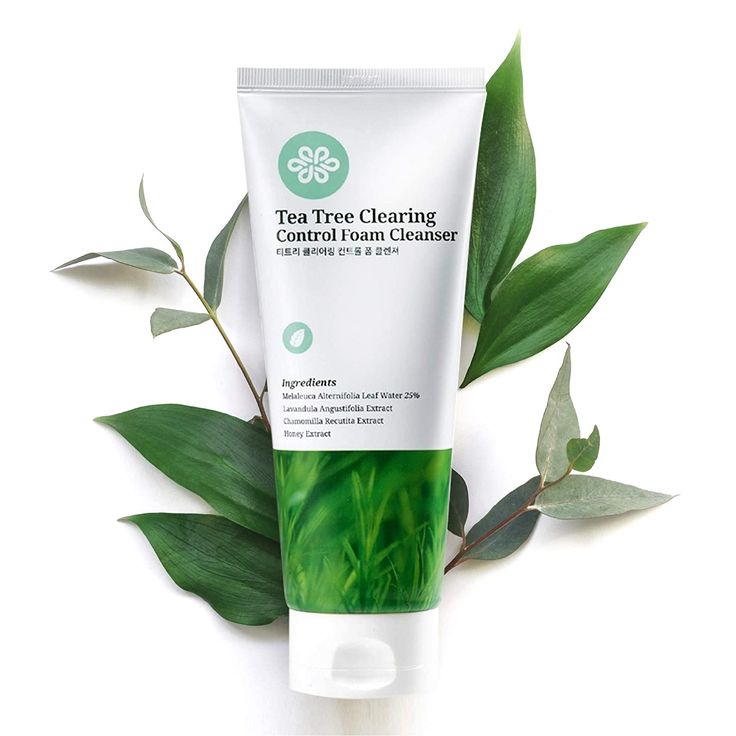 Tea Tree Clearing
Control Foam Cleanser
티트리 클리어링 컨트롤 폼 클렌저
Ingredients
Melaleuca Alternifolia Leaf Water 25%
Lavandula Angustifolia Extract
Chamomilla Recutita Extract
Honey Extract